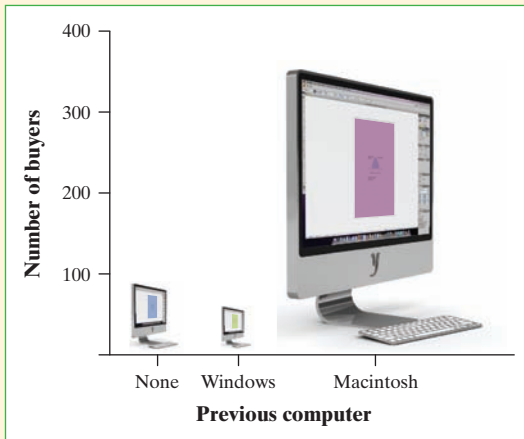 400
300
200
100
Number of buyers
None Windows Macintosh
Previous computer
y